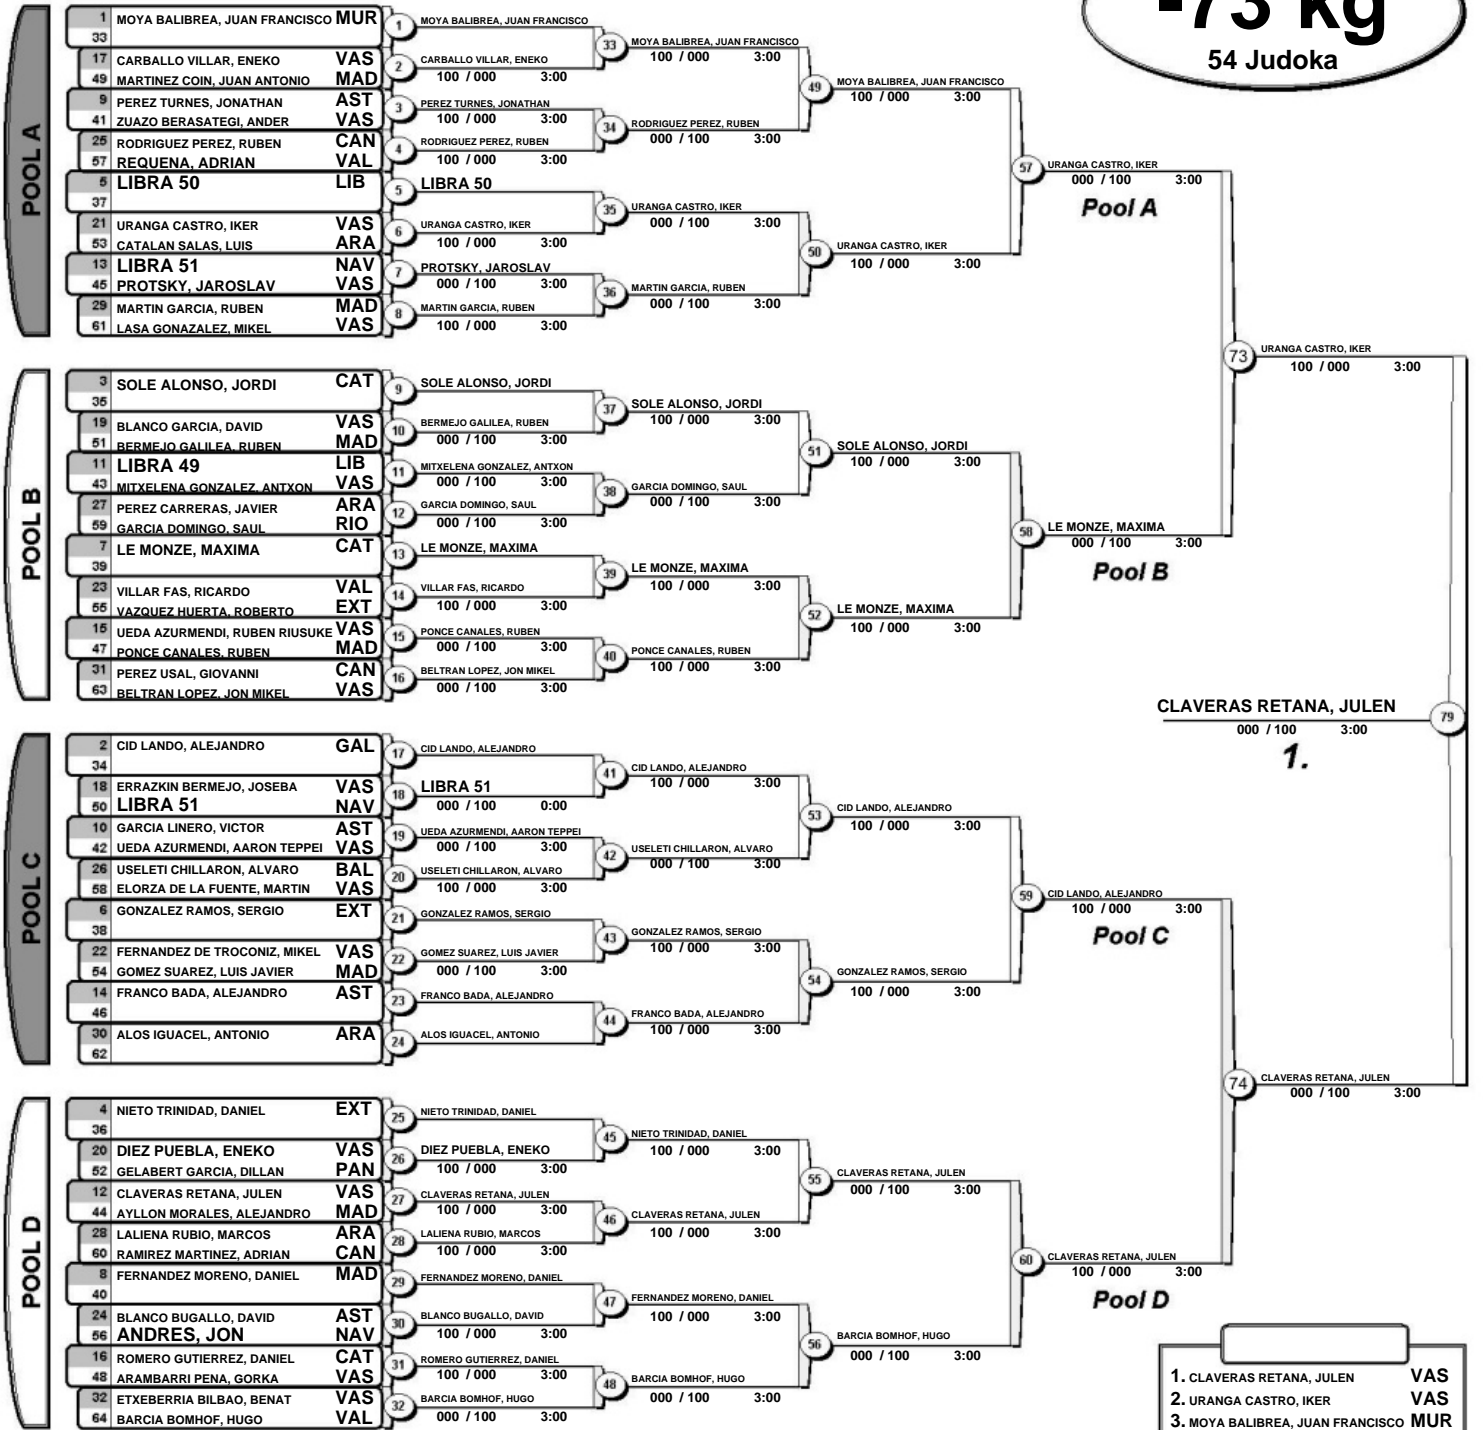 -73 kg
54 Judoka
POOL A
1 MOYA BALIBREA, JUAN FRANCISCO MUR
33
17 CARBALLO VILLAR, ENEKO VAS
49 MARTINEZ COIN, JUAN ANTONIO MAD
9 PEREZ TURNES, JONATHAN AST
41 ZUAZO BERASATEGI, ANDER VAS
25 RODRIGUEZ PEREZ, RUBEN CAN
57 REQUENA, ADRIAN VAL
5 LIBRA 50 LIB
37
21 URANGA CASTRO, IKER VAS
53 CATALAN SALAS, LUIS ARA
13 LIBRA 51 NAV
45 PROTSKY, JAROSLAV VAS
29 MARTIN GARCIA, RUBEN MAD
61 LASA GONAZALEZ, MIKEL VAS
1 MOYA BALIBREA, JUAN FRANCISCO
2 CARBALLO VILLAR, ENEKO
100 / 000 3:00
3 PEREZ TURNES, JONATHAN
100 / 000 3:00
4 RODRIGUEZ PEREZ, RUBEN
100 / 000 3:00
5 LIBRA 50
6 URANGA CASTRO, IKER
100 / 000 3:00
7 PROTSKY, JAROSLAV
000 / 100 3:00
8 MARTIN GARCIA, RUBEN
100 / 000 3:00
33 MOYA BALIBREA, JUAN FRANCISCO
100 / 000 3:00
34 RODRIGUEZ PEREZ, RUBEN
000 / 100 3:00
35 URANGA CASTRO, IKER
000 / 100 3:00
36 MARTIN GARCIA, RUBEN
000 / 100 3:00
49 MOYA BALIBREA, JUAN FRANCISCO
100 / 000 3:00
50 URANGA CASTRO, IKER
100 / 000 3:00
57 URANGA CASTRO, IKER
000 / 100 3:00
Pool A
POOL B
3 SOLE ALONSO, JORDI CAT
35
19 BLANCO GARCIA, DAVID VAS
51 BERMEJO GALILEA, RUBEN MAD
11 LIBRA 49 LIB
43 MITXELENA GONZALEZ, ANTXON VAS
27 PEREZ CARRERAS, JAVIER ARA
59 GARCIA DOMINGO, SAUL RIO
7 LE MONZE, MAXIMA CAT
39
23 VILLAR FAS, RICARDO VAL
55 VAZQUEZ HUERTA, ROBERTO EXT
15 UEDA AZURMENDI, RUBEN RIUSUKE VAS
47 PONCE CANALES, RUBEN MAD
31 PEREZ USAL, GIOVANNI CAN
63 BELTRAN LOPEZ, JON MIKEL VAS
9 SOLE ALONSO, JORDI
10 BERMEJO GALILEA, RUBEN
000 / 100 3:00
11 MITXELENA GONZALEZ, ANTXON
000 / 100 3:00
12 GARCIA DOMINGO, SAUL
000 / 100 3:00
13 LE MONZE, MAXIMA
14 VILLAR FAS, RICARDO
100 / 000 3:00
15 PONCE CANALES, RUBEN
000 / 100 3:00
16 BELTRAN LOPEZ, JON MIKEL
000 / 100 3:00
37 SOLE ALONSO, JORDI
100 / 000 3:00
38 GARCIA DOMINGO, SAUL
000 / 100 3:00
39 LE MONZE, MAXIMA
100 / 000 3:00
40 PONCE CANALES, RUBEN
100 / 000 3:00
51 SOLE ALONSO, JORDI
100 / 000 3:00
52 LE MONZE, MAXIMA
100 / 000 3:00
58 LE MONZE, MAXIMA
000 / 100 3:00
Pool B
73 URANGA CASTRO, IKER
100 / 000 3:00
CLAVERAS RETANA, JULEN 79
000 / 100 3:00
1.
POOL C
2 CID LANDO, ALEJANDRO GAL
34
18 ERRAZKIN BERMEJO, JOSEBA VAS
50 LIBRA 51 NAV
10 GARCIA LINERO, VICTOR AST
42 UEDA AZURMENDI, AARON TEPPEI VAS
26 USELETI CHILLARON, ALVARO BAL
58 ELORZA DE LA FUENTE, MARTIN VAS
6 GONZALEZ RAMOS, SERGIO EXT
38
22 FERNANDEZ DE TROCONIZ, MIKEL VAS
54 GOMEZ SUAREZ, LUIS JAVIER MAD
14 FRANCO BADA, ALEJANDRO AST
46
30 ALOS IGUACEL, ANTONIO ARA
62
17 CID LANDO, ALEJANDRO
18 LIBRA 51
000 / 100 0:00
19 UEDA AZURMENDI, AARON TEPPEI
000 / 100 3:00
20 USELETI CHILLARON, ALVARO
100 / 000 3:00
21 GONZALEZ RAMOS, SERGIO
22 GOMEZ SUAREZ, LUIS JAVIER
000 / 100 3:00
23 FRANCO BADA, ALEJANDRO
24 ALOS IGUACEL, ANTONIO
41 CID LANDO, ALEJANDRO
100 / 000 3:00
42 USELETI CHILLARON, ALVARO
000 / 100 3:00
43 GONZALEZ RAMOS, SERGIO
100 / 000 3:00
44 FRANCO BADA, ALEJANDRO
100 / 000 3:00
53 CID LANDO, ALEJANDRO
100 / 000 3:00
54 GONZALEZ RAMOS, SERGIO
100 / 000 3:00
59 CID LANDO, ALEJANDRO
100 / 000 3:00
Pool C
POOL D
4 NIETO TRINIDAD, DANIEL EXT
36
20 DIEZ PUEBLA, ENEKO VAS
52 GELABERT GARCIA, DILLAN PAN
12 CLAVERAS RETANA, JULEN VAS
44 AYLLON MORALES, ALEJANDRO MAD
28 LALIENA RUBIO, MARCOS ARA
60 RAMIREZ MARTINEZ, ADRIAN CAN
8 FERNANDEZ MORENO, DANIEL MAD
40
24 BLANCO BUGALLO, DAVID AST
56 ANDRES, JON NAV
16 ROMERO GUTIERREZ, DANIEL CAT
48 ARAMBARRI PENA, GORKA VAS
32 ETXEBERRIA BILBAO, BENAT VAS
64 BARCIA BOMHOF, HUGO VAL
25 NIETO TRINIDAD, DANIEL
26 DIEZ PUEBLA, ENEKO
100 / 000 3:00
27 CLAVERAS RETANA, JULEN
100 / 000 3:00
28 LALIENA RUBIO, MARCOS
100 / 000 3:00
29 FERNANDEZ MORENO, DANIEL
30 BLANCO BUGALLO, DAVID
100 / 000 3:00
31 ROMERO GUTIERREZ, DANIEL
100 / 000 3:00
32 BARCIA BOMHOF, HUGO
000 / 100 3:00
45 NIETO TRINIDAD, DANIEL
100 / 000 3:00
46 CLAVERAS RETANA, JULEN
100 / 000 3:00
47 FERNANDEZ MORENO, DANIEL
100 / 000 3:00
48 BARCIA BOMHOF, HUGO
000 / 100 3:00
55 CLAVERAS RETANA, JULEN
000 / 100 3:00
56 BARCIA BOMHOF, HUGO
000 / 100 3:00
60 CLAVERAS RETANA, JULEN
100 / 000 3:00
Pool D
74 CLAVERAS RETANA, JULEN
000 / 100 3:00
1. CLAVERAS RETANA, JULEN VAS
2. URANGA CASTRO, IKER VAS
3. MOYA BALIBREA, JUAN FRANCISCO MUR